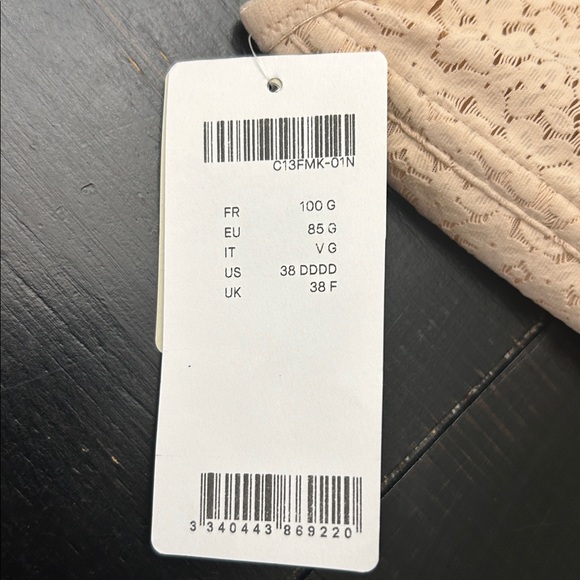 C13FMK-01N
FR 100 G
EU 85 G
IT V G
US 38 DDDD
UK 38 F
3 340443 869220